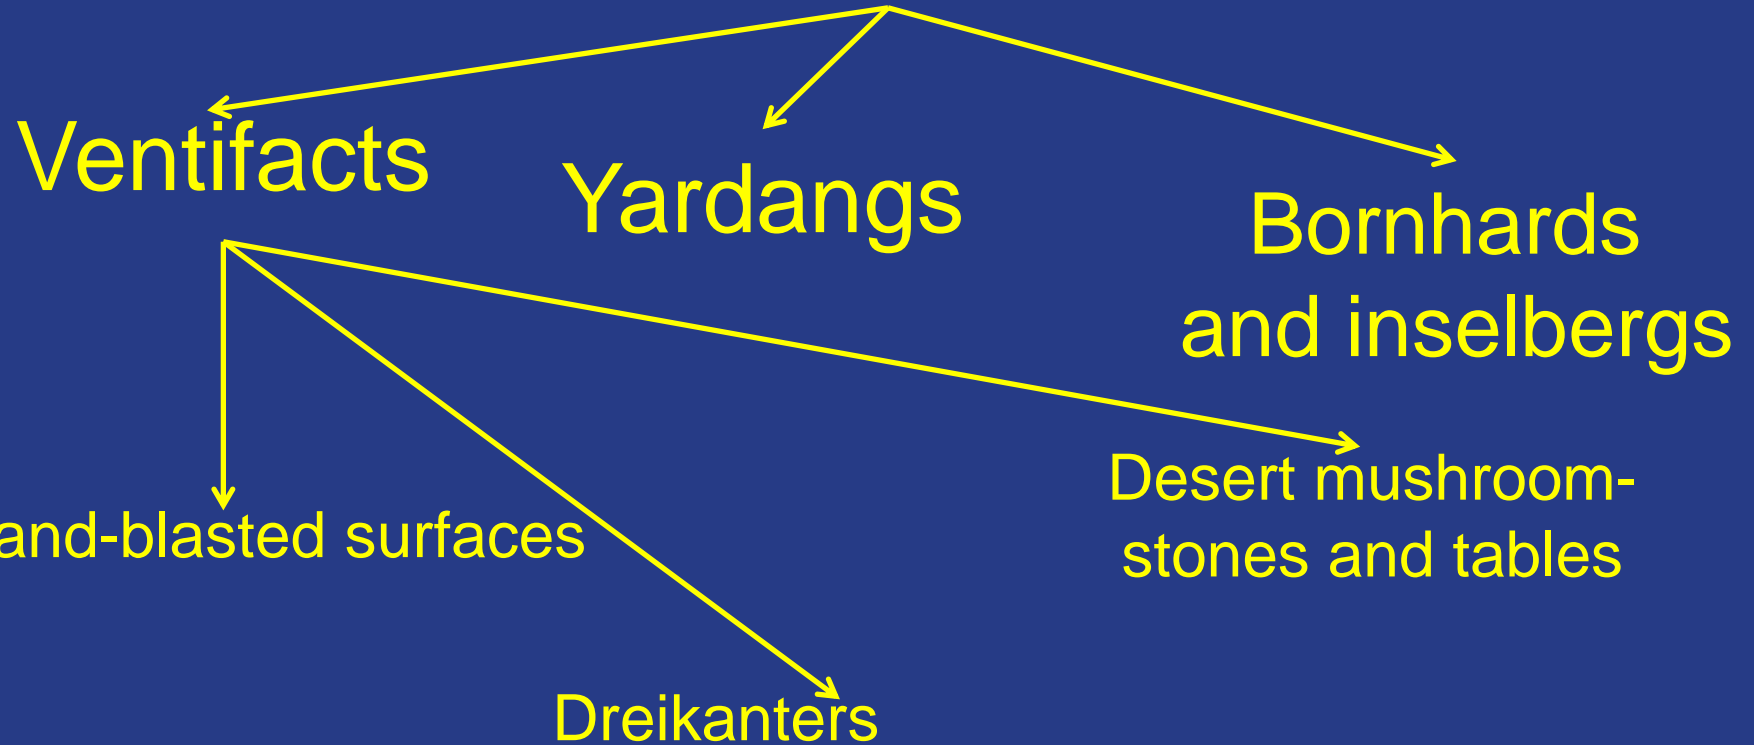 Ventifacts
Yardangs
Bornhards
and inselbergs
Desert mushroom-
stones and tables
and-blasted surfaces
Dreikanters